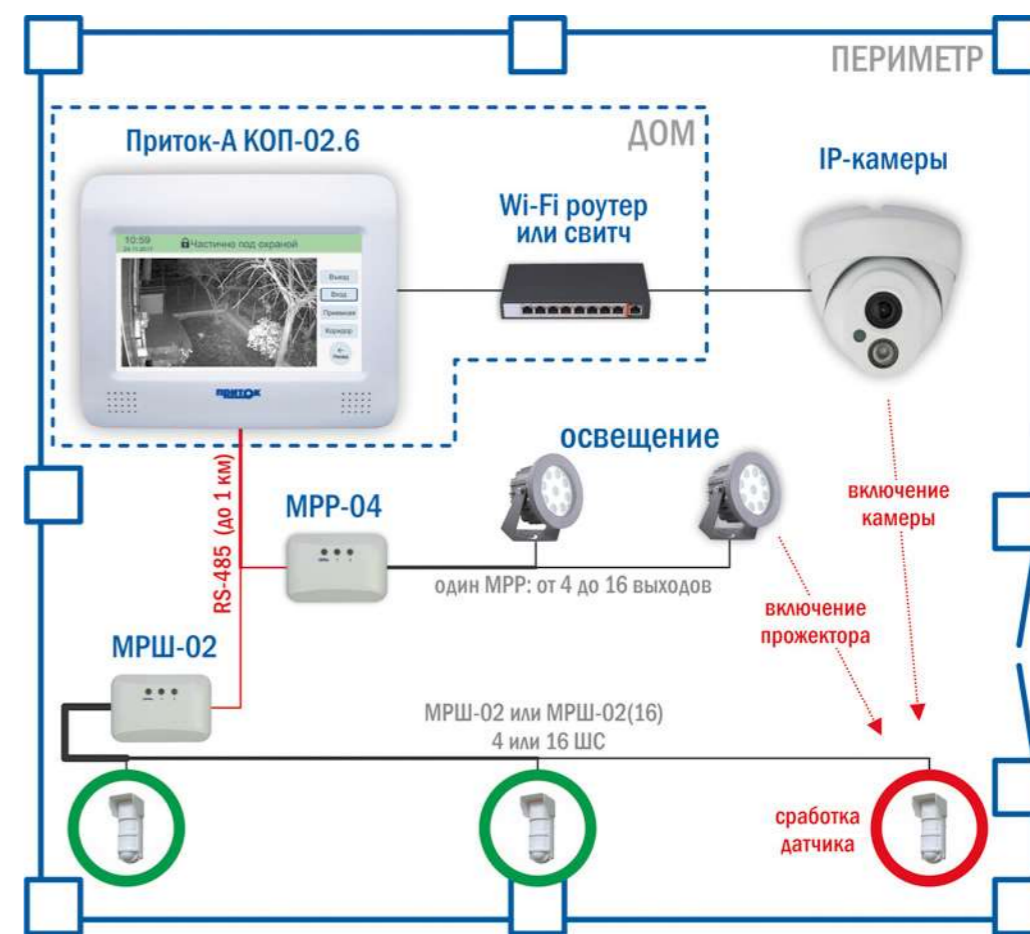 ПЕРИМЕТР
ДОМ
Приток-А КОП-02.6
IP-камеры
Wi-Fi роутер
или свитч
10:59
Частично под охраной
Выход
Вход
Приемная
Коридор
Назад
ПРИТОК
освещение
RS-485 (до 1 км)
МРР-04
включение
камеры
один МРР: от 4 до 16 выходов
включение
прожектора
МРШ-02
МРШ-02 или МРШ-02(16)
4 или 16 ШС
сработка
датчика